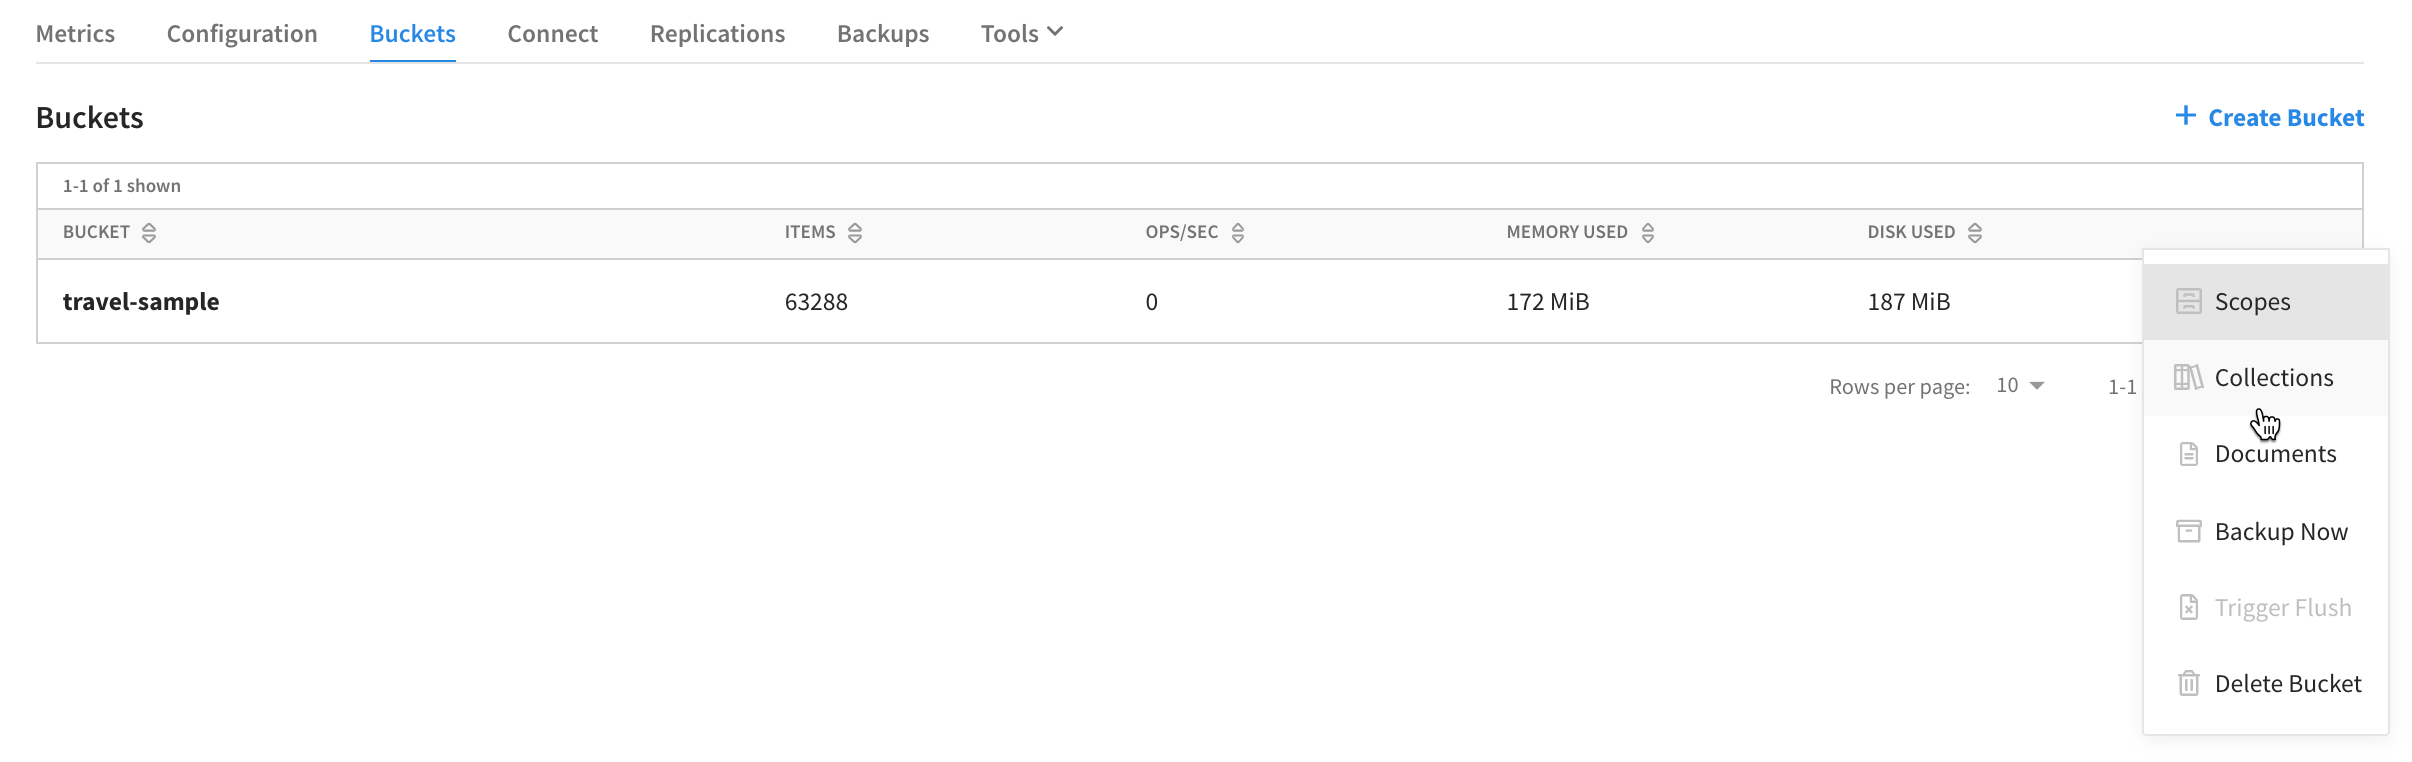 Metrics Configuration Buckets Connect Replications Backups Tools
Buckets
+ Create Bucket
1-1 of 1 shown
BUCKET ITEMS OPS/SEC MEMORY USED DISK USED
travel-sample 63288 0 172 MiB 187 MiB
Rows per page: 10 1-1
Scopes
Collections
Documents
Backup Now
Trigger Flush
Delete Bucket